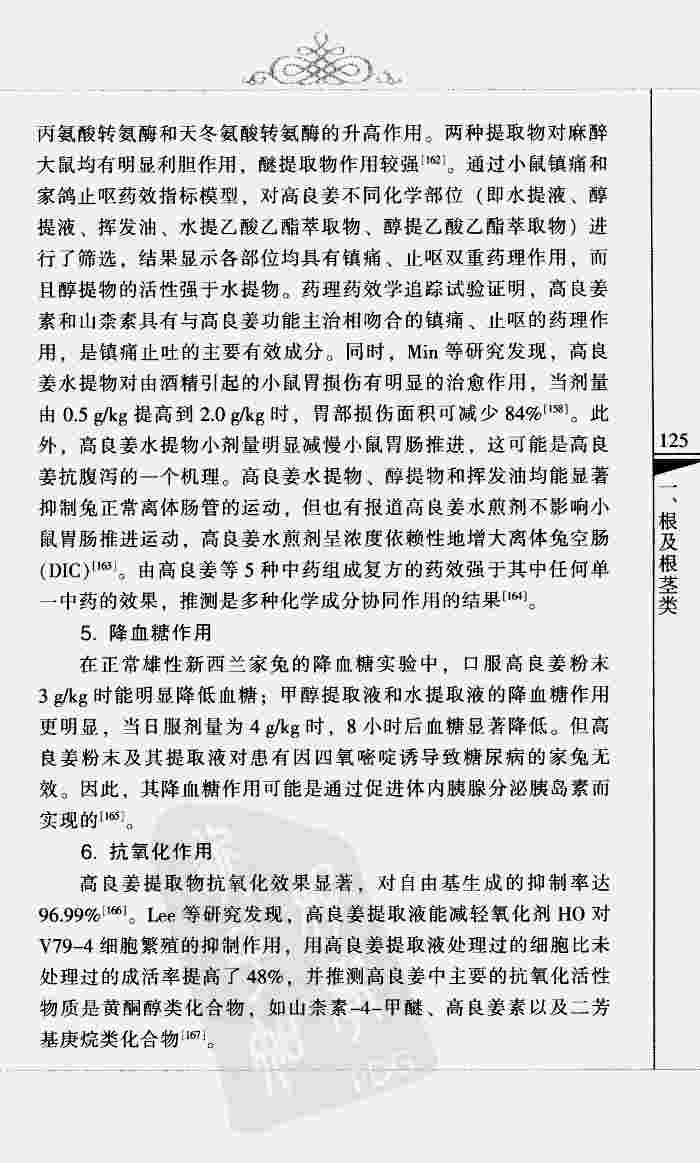 丙氨酸转氨酶和天冬氨酸转氨酶的升高作用。两种提取物对麻醉
大鼠均有明显利胆作用，醚提取物作用较强[162]。通过小鼠镇痛和
家鸽止呕药效指标模型，对高良姜不同化学部位（即水提液、醇
提液、挥发油、水提乙酸乙酯萃取物、醇提乙酸乙酯萃取物）进
行了筛选，结果显示各部位均具有镇痛、止呕双重药理作用，而
且醇提物的活性强于水提物。药理药效学追踪试验证明，高良姜
素和山柰素具有与高良姜功能主治相吻合的镇痛、止呕的药理作
用，是镇痛止吐的主要有效成分。同时，Min 等研究发现，高良
姜水提物对由酒精引起的小鼠胃损伤有明显的治愈作用，当剂量
由 0.5 g/kg 提高到 2.0 g/kg 时，胃部损伤面积可减少 84%[158]。此
外，高良姜水提物小剂量明显减慢小鼠胃肠推进，这可能是高良
姜抗腹泻的一个机理。高良姜水提物、醇提物和挥发油均能显著
抑制兔正常离体肠管的运动，但也有报道高良姜水煎剂不影响小
鼠胃肠推进运动，高良姜水煎剂呈浓度依赖性地增大离体兔空肠
(DIC)[163]。由高良姜等 5 种中药组成复方的药效强于其中任何单
一中药的效果，推测是多种化学成分协同作用的结果[164]。
5. 降血糖作用
在正常雄性新西兰家兔的降血糖实验中，口服高良姜粉末
3 g/kg 时能明显降低血糖；甲醇提取液和水提取液的降血糖作用
更明显，当日服剂量为 4 g/kg 时，8 小时后血糖显著降低。但高
良姜粉末及其提取液对患有因四氧嘧啶诱导致糖尿病的家兔无
效。因此，其降血糖作用可能是通过促进体内胰腺分泌胰岛素而
实现的[165]。
6. 抗氧化作用
高良姜提取物抗氧化效果显著，对自由基生成的抑制率达
96.99%[166]。Lee 等研究发现，高良姜提取液能减轻氧化剂 HO 对
V79-4 细胞繁殖的抑制作用，用高良姜提取液处理过的细胞比未
处理过的成活率提高了 48%，并推测高良姜中主要的抗氧化活性
物质是黄酮醇类化合物，如山柰素-4-甲醚、高良姜素以及二芳
基庚烷类化合物[167]。
125
一、根及根茎类